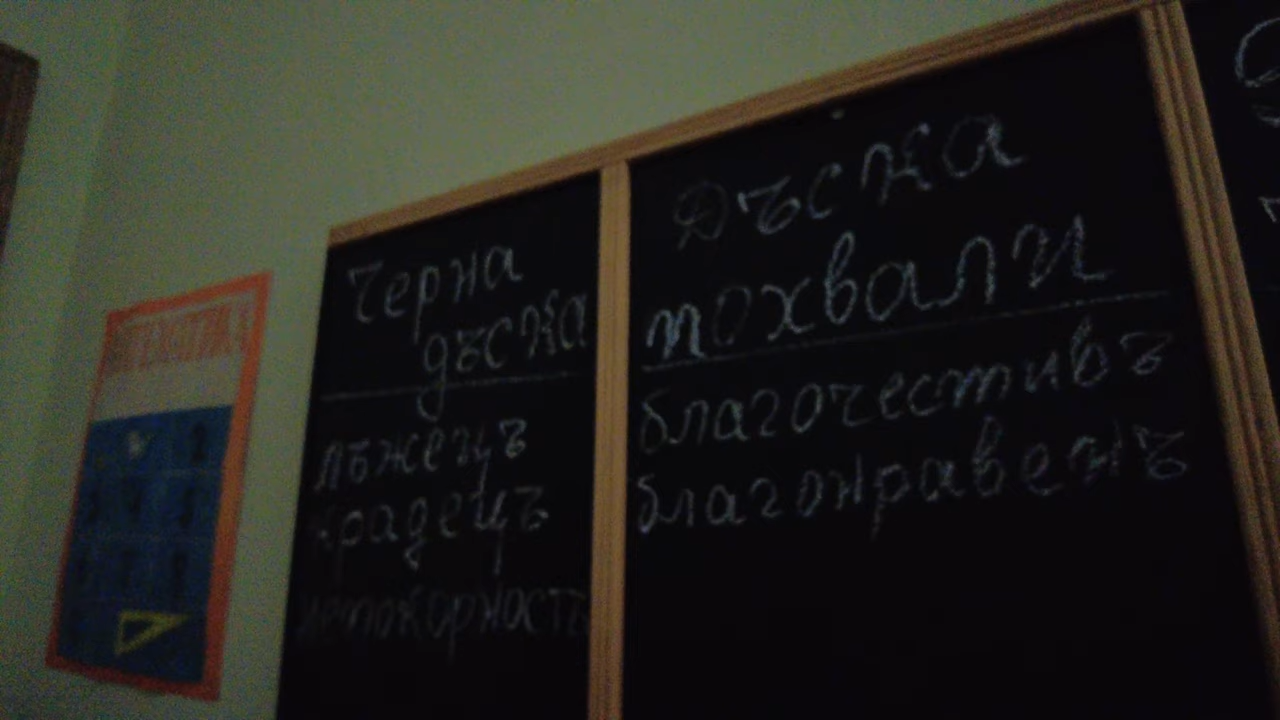 Черна
дъска
лъжецъ
крадецъ
непокорность
Дъска
похвали
благочестивъ
благонравенъ